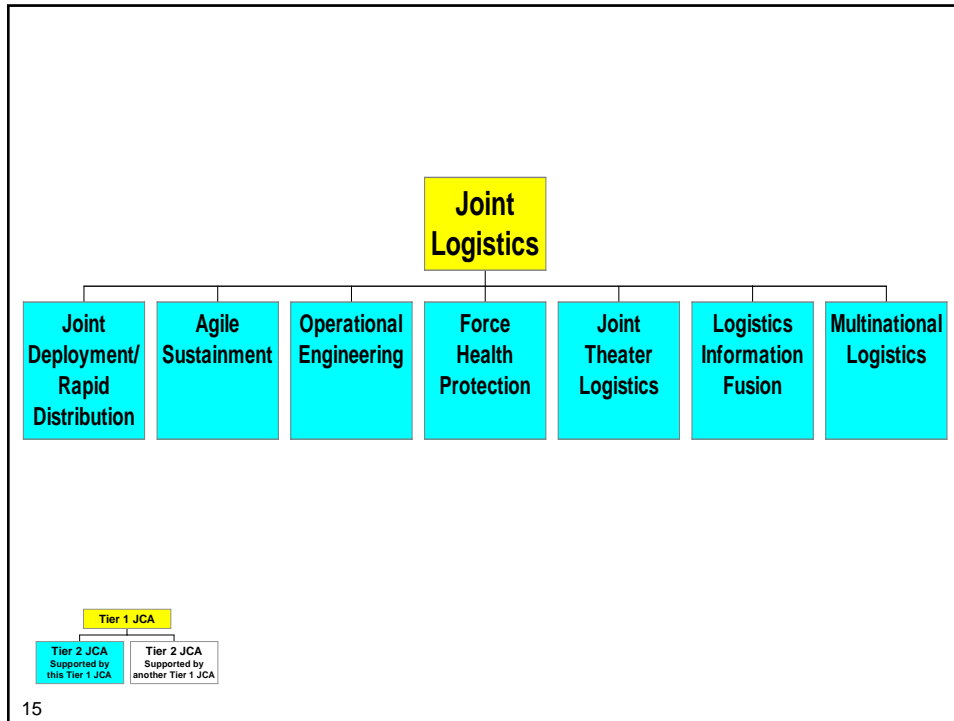 Joint
Logistics
Joint
Deployment/
Rapid
Distribution
Agile
Sustainment
Operational
Engineering
Force
Health
Protection
Joint
Theater
Logistics
Logistics
Information
Fusion
Multinational
Logistics
Tier 1 JCA
Tier 2 JCA
Supported by
this Tier 1 JCA
Tier 2 JCA
Supported by
another Tier 1 JCA
15